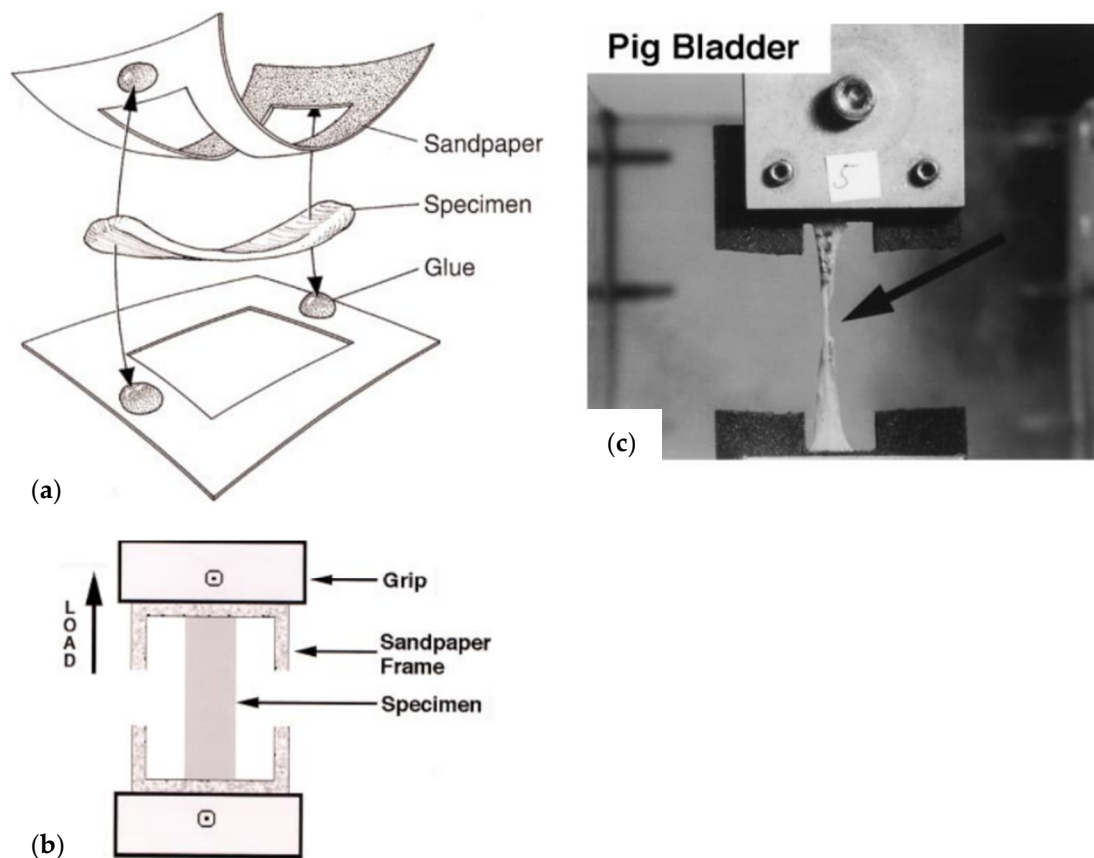 Sandpaper
Specimen
Glue
(a)
Pig Bladder
5
(c)
LOAD
Grip
Sandpaper
Frame
Specimen
(b)